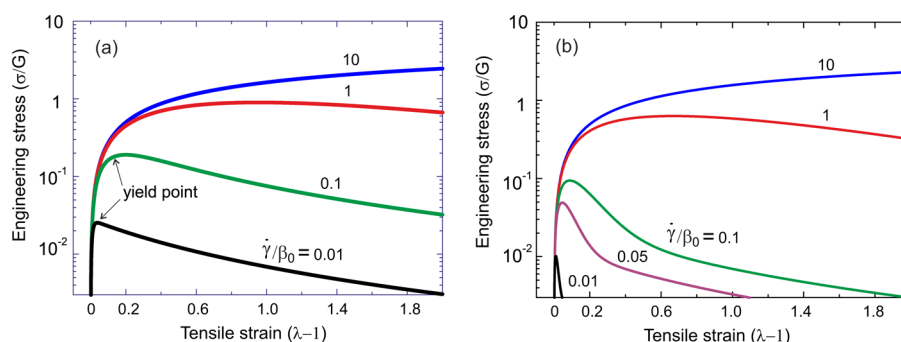 (a)
Engineering stress (σ/G)
10
1
10⁻¹
10⁻²
10
1
0.1
yield point
γ̇/β₀ = 0.01
0 0.2 0.6 1.0 1.4 1.8
Tensile strain (λ−1)
(b)
Engineering stress (σ/G)
10
1
10⁻¹
10⁻²
10
1
γ̇/β₀ = 0.1
0.05
0.01
0 0.2 0.6 1.0 1.4 1.8
Tensile strain (λ−1)